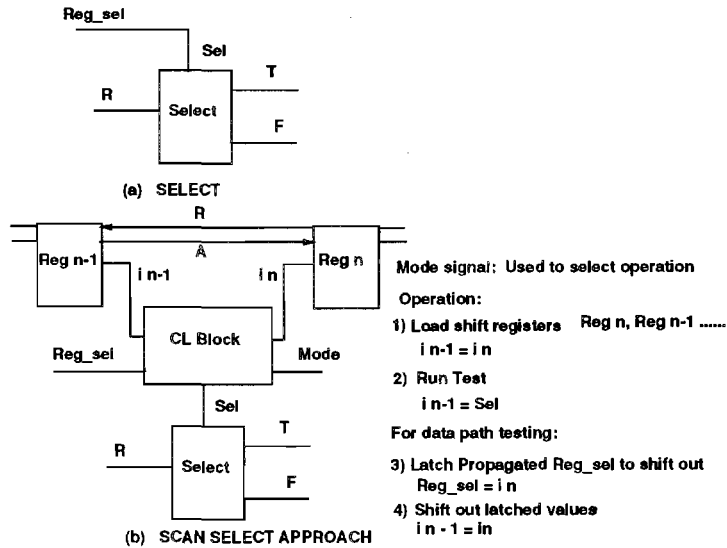 Reg_sel
Sel
T
R
Select
F
(a) SELECT
R
A
Reg n-1
Reg n
i n-1
i n
CL Block
Reg_sel
Mode
Sel
T
R
Select
F
(b) SCAN SELECT APPROACH
Mode signal: Used to select operation
Operation:
1) Load shift registers Reg n, Reg n-1 ......
i n-1 = i n
2) Run Test
i n-1 = Sel
For data path testing:
3) Latch Propagated Reg_sel to shift out
Reg_sel = i n
4) Shift out latched values
i n - 1 = in